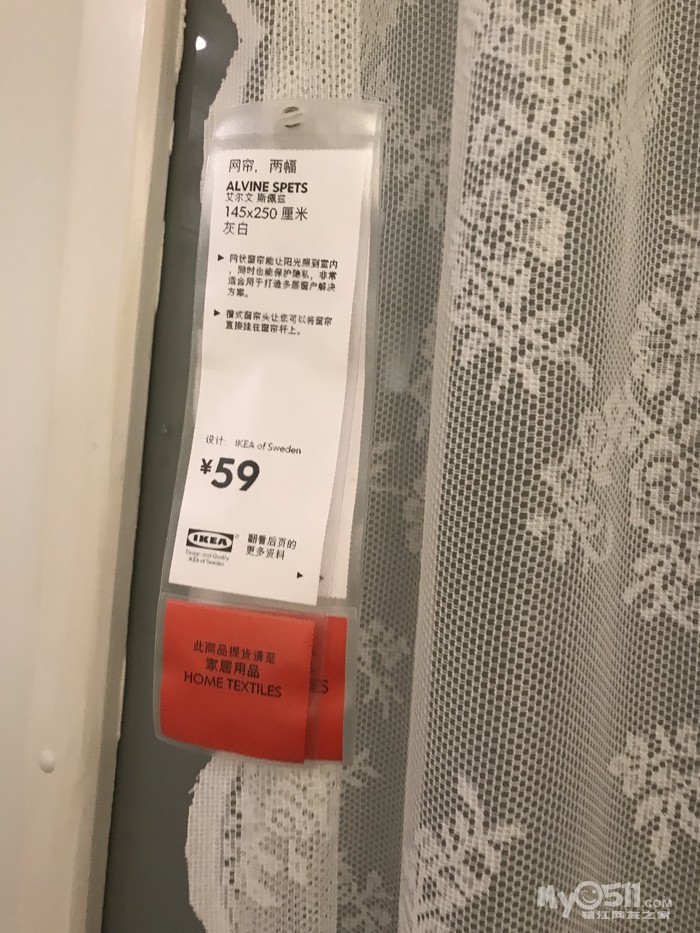 网帘，两幅
ALVINE SPETS
艾尔文 斯佩兹
145x250 厘米
灰白
▶ 网状窗帘能让阳光照到室内
，同时也能保护隐私，非常
适合用于打造多层窗户解决
方案。
▶ 槽式窗帘头让您可以将窗帘
直接挂在窗帘杆上。
设计: IKEA of Sweden
¥59
IKEA®
翻看后页的
更多资料
Design and Quality
IKEA of Sweden
▶
此商品提货请至
家居用品
HOME TEXTILES
ES
My0511.COM
镇江网友之家